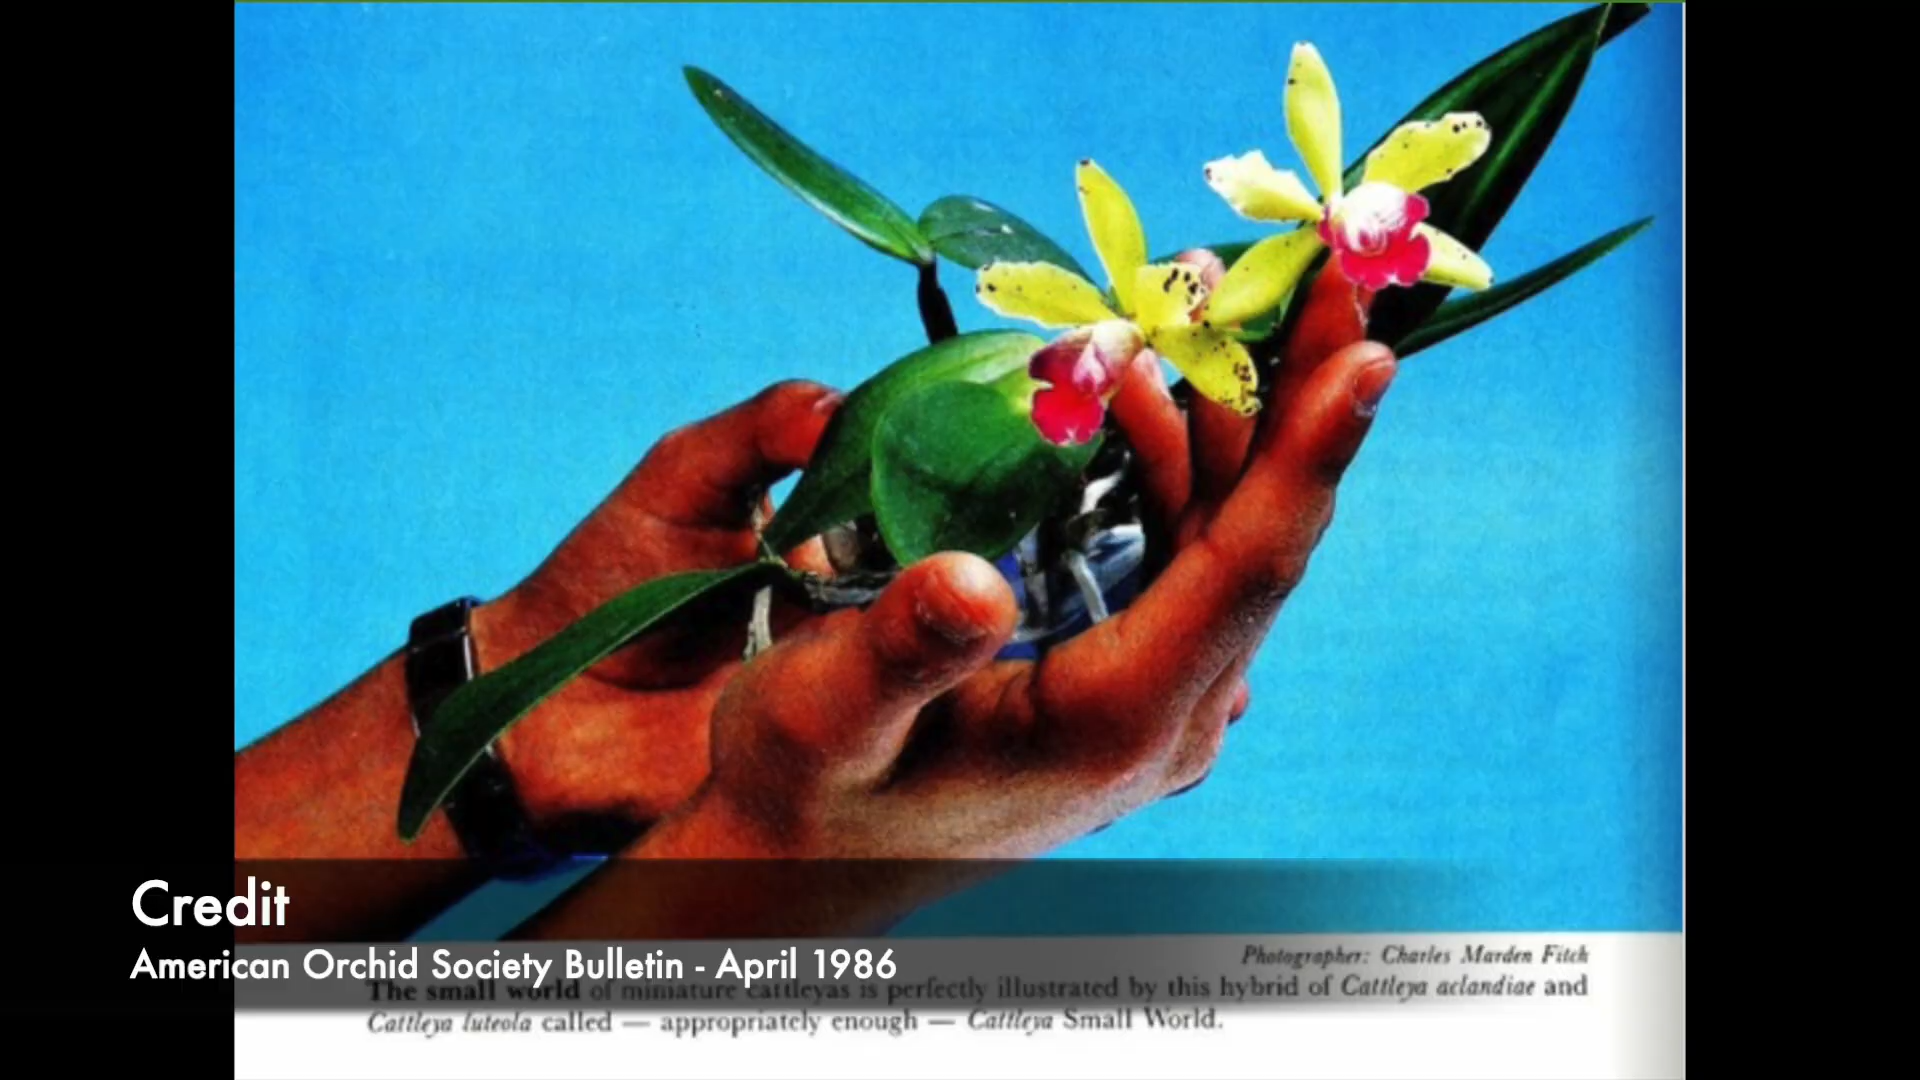 Photographer: Charles Marden Fitch
The small world of miniature cattleyas is perfectly illustrated by this hybrid of Cattleya aclandiae and
Cattleya luteola called — appropriately enough — Cattleya Small World.
Credit
American Orchid Society Bulletin - April 1986